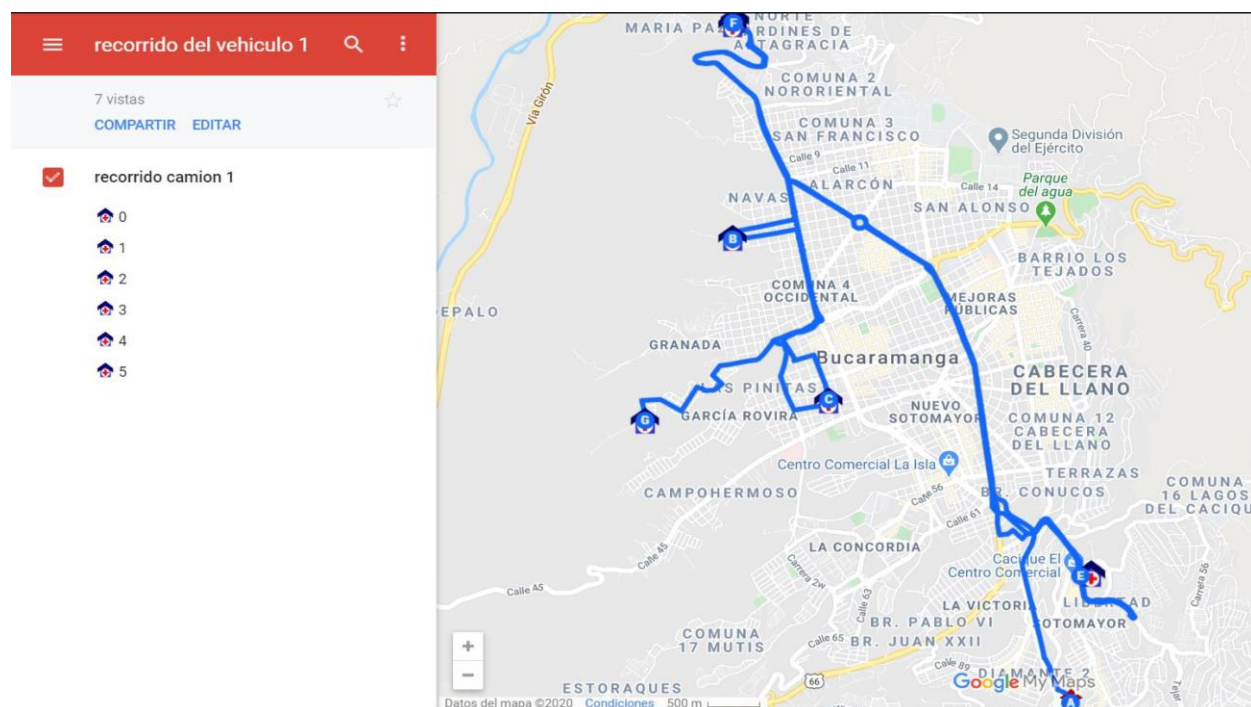 recorrido del vehiculo 1
7 vistas
COMPARTIR EDITAR
recorrido camion 1
0
1
2
3
4
5
NORTE
MARIA PA
F
RDINES DE
ALTAGRACIA
COMUNA 2
NORORIENTAL
Vía Girón
COMUNA 3
SAN FRANCISCO
Segunda División
del Ejército
Calle 9
Calle 11
ALARCÓN
Calle 14
Parque
del agua
NAVAS
SAN ALONSO
B
BARRIO LOS
TEJADOS
COMUNA 4
OCCIDENTAL
MEJORAS
PÚBLICAS
EPALO
Carrera 40
GRANADA
Bucaramanga
CABECERA
DEL LLANO
LAS PINITAS
C
G
GARCÍA ROVIRA
NUEVO
SOTOMAYOR
COMUNA 12
CABECERA
DEL LLANO
Centro Comercial La Isla
TERRAZAS
CAMPOHERMOSO
Calle 56
BR. CONUCOS
COMUNA
16 LAGOS
DEL CACIQU
Calle 61
Calle 45
LA CONCORDIA
Cacique El
Centro Comercial
E
Carrera 2w
Carrera 56
Calle 45
Calle 63
LA VICTORIA
LIBERTAD
SOTOMAYOR
BR. PABLO VI
COMUNA
17 MUTIS
Calle 65
BR. JUAN XXII
Calle 89
DIAMANTE 2
66
Google My Maps
Tejar
ESTORAQUES
A
Datos del mapa ©2020 Condiciones 500 m